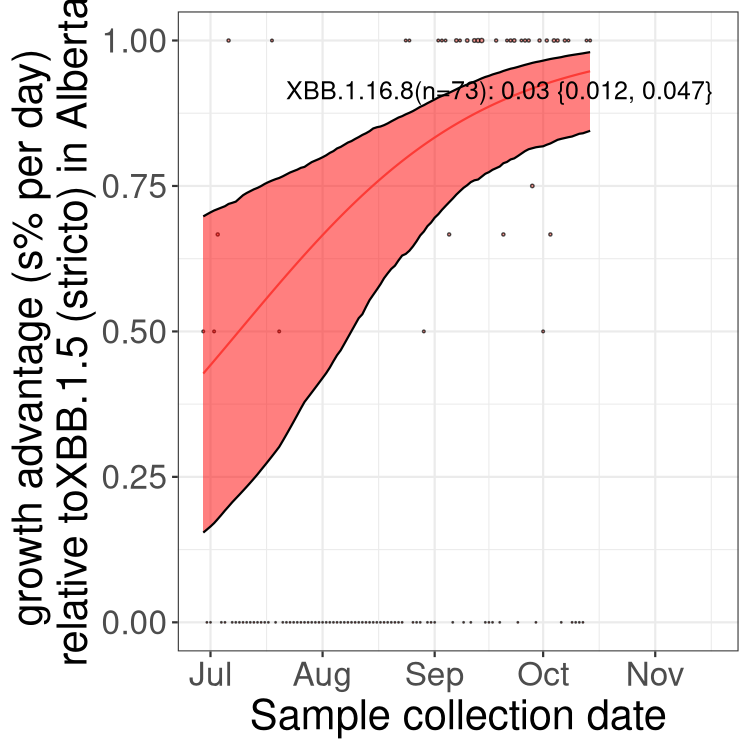 growth advantage (s% per day)
relative toXBB.1.5 (stricto) in Alberta
1.00
XBB.1.16.8(n=73): 0.03 {0.012, 0.047}
0.75
0.50
0.25
0.00
Jul Aug Sep Oct Nov
Sample collection date